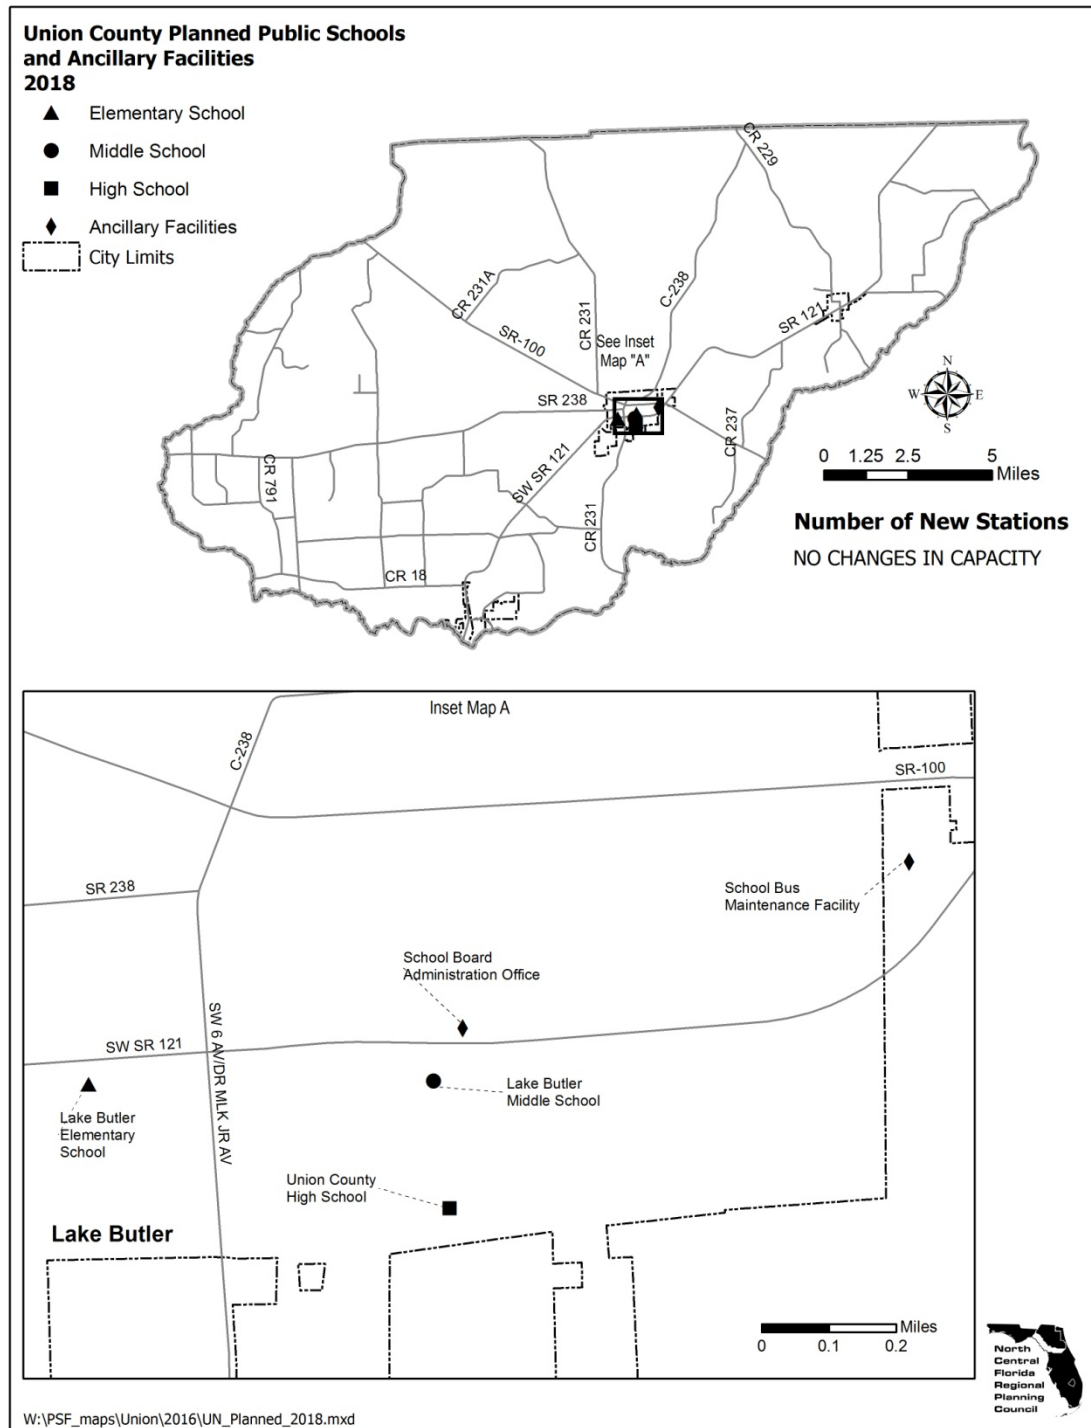 Union County Planned Public Schools
and Ancillary Facilities
2018
Elementary School
Middle School
High School
Ancillary Facilities
City Limits
CR 229
CR 231A
C-238
SR 121
CR 231
SR-100
See Inset
Map "A"
SR 238
CR 237
SW SR 121
CR 791
CR 231
CR 18
N
W
E
S
0 1.25 2.5 5
Miles
Number of New Stations
NO CHANGES IN CAPACITY
Inset Map A
C-238
SR-100
SR 238
School Bus
Maintenance Facility
School Board
Administration Office
SW 6 AV/DR MLK JR AV
SW SR 121
Lake Butler
Middle School
Lake Butler
Elementary
School
Union County
High School
Lake Butler
Miles
0 0.1 0.2
North
Central
Florida
Regional
Planning
Council
W:\PSF_maps\Union\2016\UN_Planned_2018.mxd